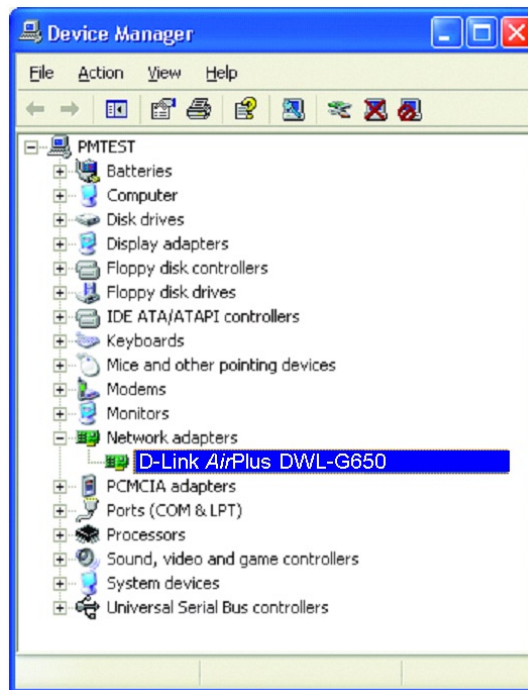 Device Manager
File Action View Help
PMTEST
Batteries
Computer
Disk drives
Display adapters
Floppy disk controllers
Floppy disk drives
IDE ATA/ATAPI controllers
Keyboards
Mice and other pointing devices
Modems
Monitors
Network adapters
D-Link AirPlus DWL-G650
PCMCIA adapters
Ports (COM & LPT)
Processors
Sound, video and game controllers
System devices
Universal Serial Bus controllers